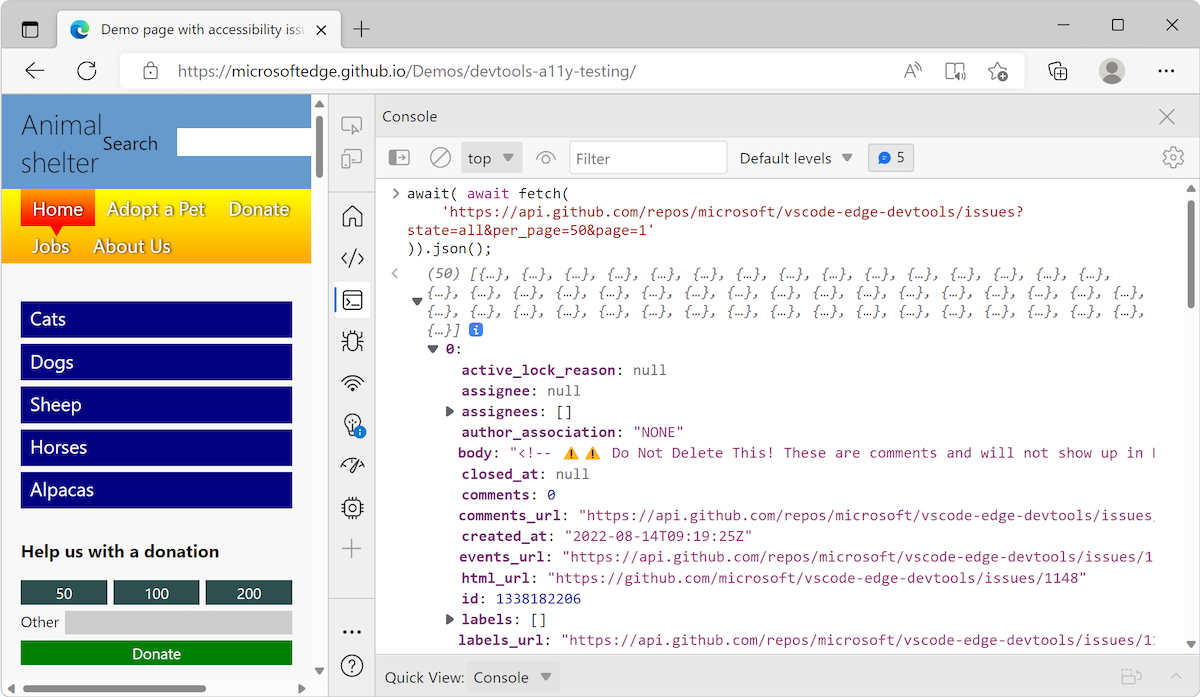 Demo page with accessibility issu
https://microsoftedge.github.io/Demos/devtools-a11y-testing/
Animal
shelter
Search
Home Adopt a Pet Donate
Jobs About Us
Cats
Dogs
Sheep
Horses
Alpacas
Help us with a donation
50 100 200
Other
Donate
Console
top Filter Default levels 5
await( await fetch(
'https://api.github.com/repos/microsoft/vscode-edge-devtools/issues?
state=all&per_page=50&page=1'
)).json();
(50) [{…}, {…}, {…}, {…}, {…}, {…}, {…}, {…}, {…}, {…}, {…}, {…}, {…}, {…}, {…},
{…}, {…}, {…}, {…}, {…}, {…}, {…}, {…}, {…}, {…}, {…}, {…}, {…}, {…}, {…}, {…}, {…},
{…}, {…}, {…}, {…}, {…}, {…}, {…}, {…}, {…}, {…}, {…}, {…}, {…}, {…}, {…}, {…}, {…},
{…}] i
0:
active_lock_reason: null
assignee: null
assignees: []
author_association: "NONE"
body: "<!-- ⚠️⚠️ Do Not Delete This! These are comments and will not show up in
closed_at: null
comments: 0
comments_url: "https://api.github.com/repos/microsoft/vscode-edge-devtools/issues
created_at: "2022-08-14T09:19:25Z"
events_url: "https://api.github.com/repos/microsoft/vscode-edge-devtools/issues/1
html_url: "https://github.com/microsoft/vscode-edge-devtools/issues/1148"
id: 1338182206
labels: []
labels_url: "https://api.github.com/repos/microsoft/vscode-edge-devtools/issues/1
Quick View: Console